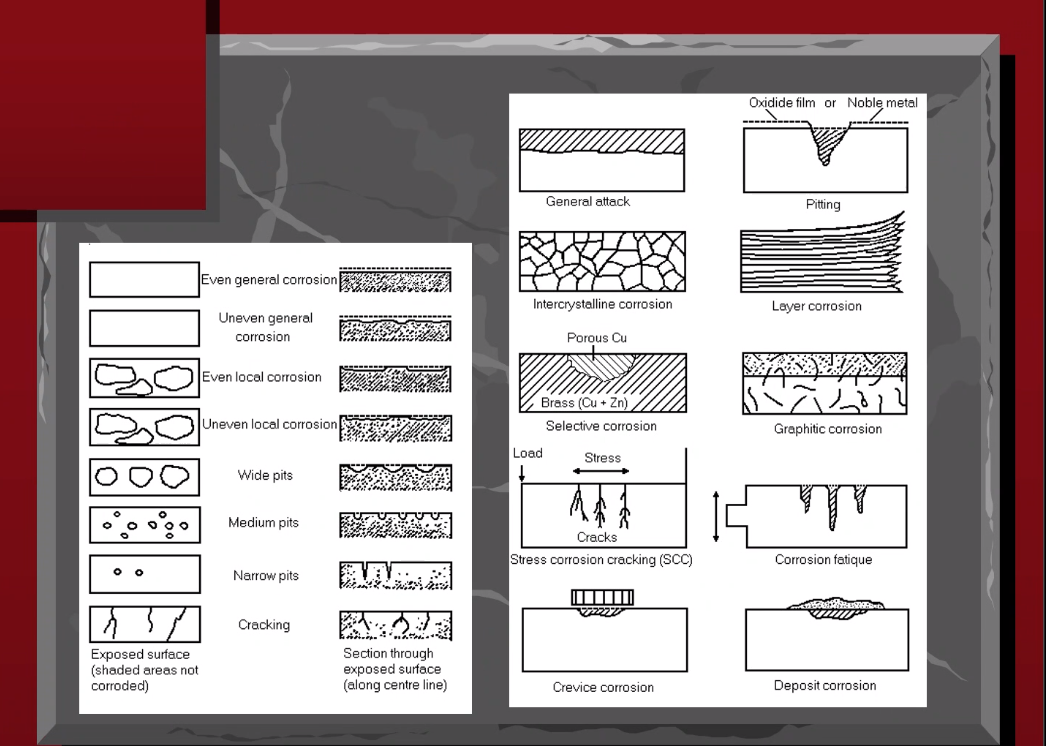 Even general corrosion
Uneven general
corrosion
Even local corrosion
Uneven local corrosion
Wide pits
Medium pits
Narrow pits
Cracking
Exposed surface
(shaded areas not
corroded)
Section through
exposed surface
(along centre line)
Oxidide film or Noble metal
General attack
Pitting
Intercrystalline corrosion
Layer corrosion
Porous Cu
Brass (Cu + Zn)
Selective corrosion
Graphitic corrosion
Load
Stress
Cracks
Stress corrosion cracking (SCC)
Corrosion fatique
Crevice corrosion
Deposit corrosion